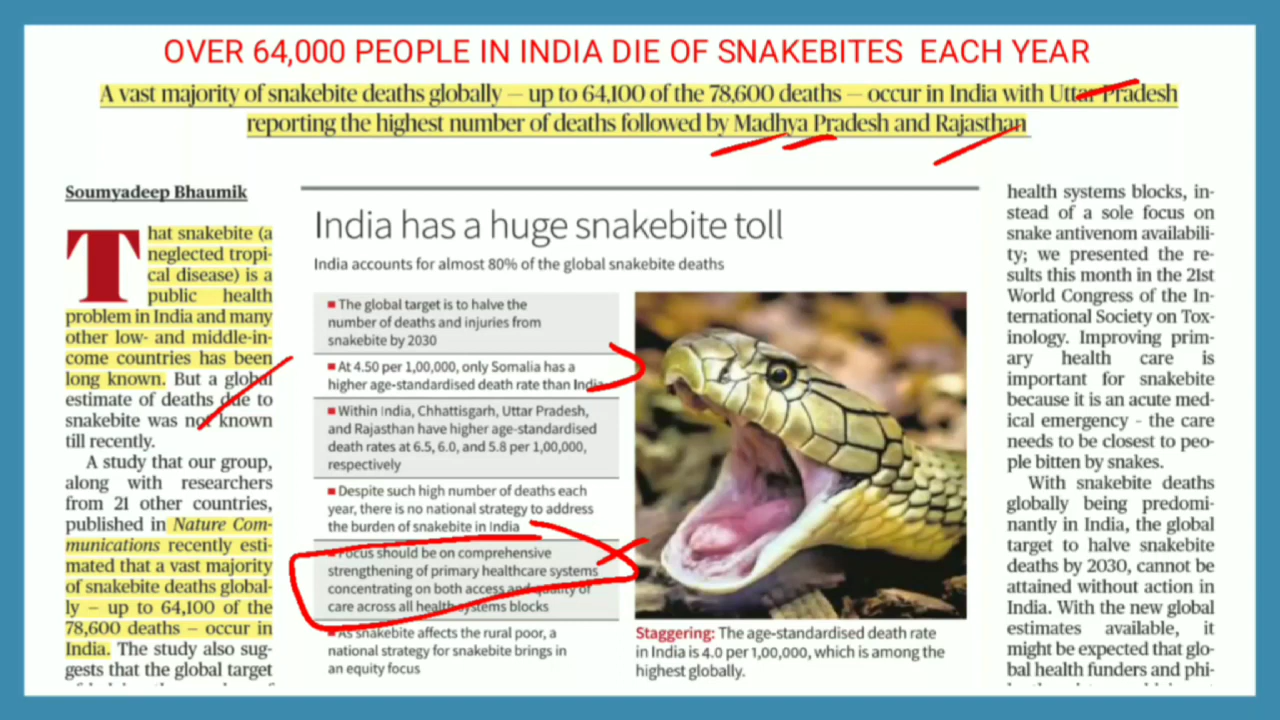 OVER 64,000 PEOPLE IN INDIA DIE OF SNAKEBITES EACH YEAR
A vast majority of snakebite deaths globally — up to 64,100 of the 78,600 deaths — occur in India with Uttar Pradesh
reporting the highest number of deaths followed by Madhya Pradesh and Rajasthan
Soumyadeep Bhaumik
That snakebite (a
neglected tropi-
cal disease) is a
public health
problem in India and many
other low- and middle-in-
come countries has been
long known. But a global
estimate of deaths due to
snakebite was not known
till recently.
A study that our group,
along with researchers
from 21 other countries,
published in Nature Com-
munications recently esti-
mated that a vast majority
of snakebite deaths global-
ly – up to 64,100 of the
78,600 deaths – occur in
India. The study also sug-
gests that the global target
India has a huge snakebite toll
India accounts for almost 80% of the global snakebite deaths
■ The global target is to halve the
number of deaths and injuries from
snakebite by 2030
■ At 4.50 per 1,00,000, only Somalia has a
higher age-standardised death rate than India
■ Within India, Chhattisgarh, Uttar Pradesh,
and Rajasthan have higher age-standardised
death rates at 6.5, 6.0, and 5.8 per 1,00,000,
respectively
■ Despite such high number of deaths each
year, there is no national strategy to address
the burden of snakebite in India
■ Focus should be on comprehensive
strengthening of primary healthcare systems
concentrating on both access and quality of
care across all health systems blocks
■ As snakebite affects the rural poor, a
national strategy for snakebite brings in
an equity focus
Staggering: The age-standardised death rate
in India is 4.0 per 1,00,000, which is among the
highest globally.
health systems blocks, in-
stead of a sole focus on
snake antivenom availabili-
ty; we presented the re-
sults this month in the 21st
World Congress of the In-
ternational Society on Tox-
inology. Improving prim-
ary health care is
important for snakebite
because it is an acute med-
ical emergency - the care
needs to be closest to peo-
ple bitten by snakes.
With snakebite deaths
globally being predomi-
nantly in India, the global
target to halve snakebite
deaths by 2030, cannot be
attained without action in
India. With the new global
estimates available, it
might be expected that glo-
bal health funders and phi-